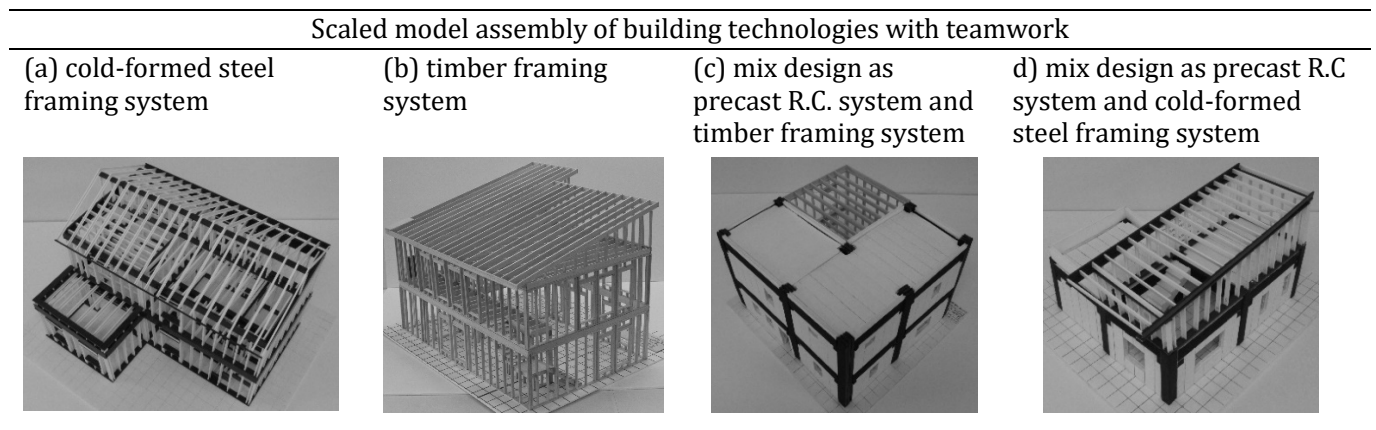 Scaled model assembly of building technologies with teamwork
(a) cold-formed steel
framing system
(b) timber framing
system
(c) mix design as
precast R.C. system and
timber framing system
d) mix design as precast R.C
system and cold-formed
steel framing system